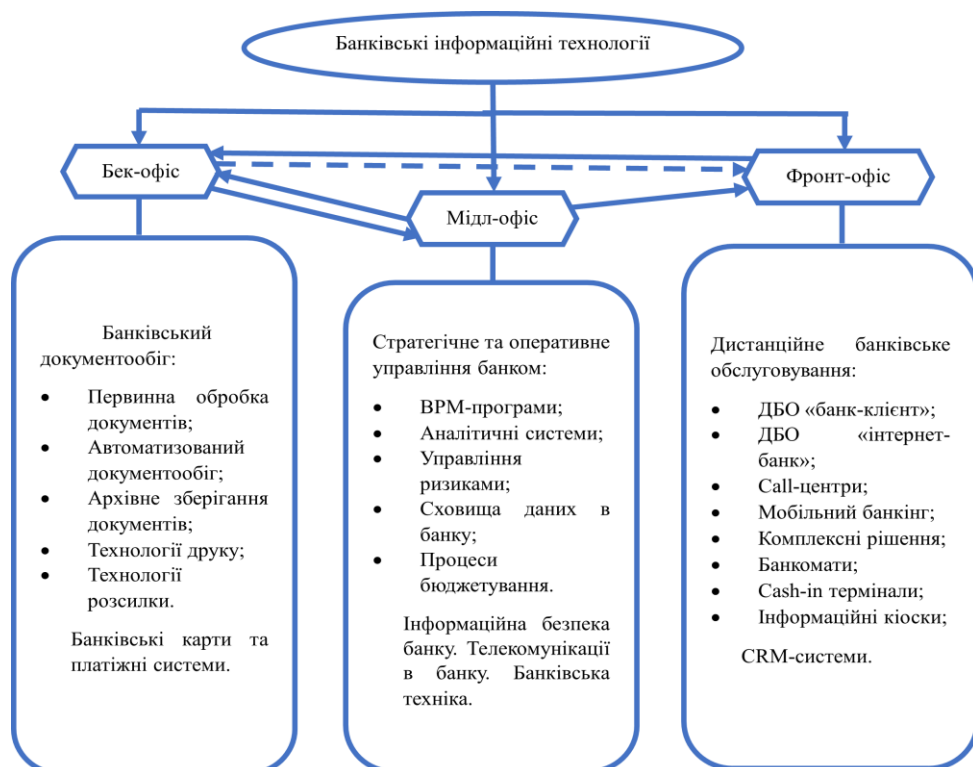 Банківські інформаційні технології
Бек-офіс
Мідл-офіс
Фронт-офіс
Банківський
документообіг:
• Первинна обробка
документів;
• Автоматизований
документообіг;
• Архівне зберігання
документів;
• Технології друку;
• Технології
розсилки.
Банківські карти та
платіжні системи.
Стратегічне та оперативне
управління банком:
• BPM-програми;
• Аналітичні системи;
• Управління
ризиками;
• Сховища даних в
банку;
• Процеси
бюджетування.
Інформаційна безпека
банку. Телекомунікації
в банку. Банківська
техніка.
Дистанційне банківське
обслуговування:
• ДБО «банк-клієнт»;
• ДБО «інтернет-
банк»;
• Call-центри;
• Мобільний банкінг;
• Комплексні рішення;
• Банкомати;
• Cash-in термінали;
• Інформаційні кіоски;
CRM-системи.